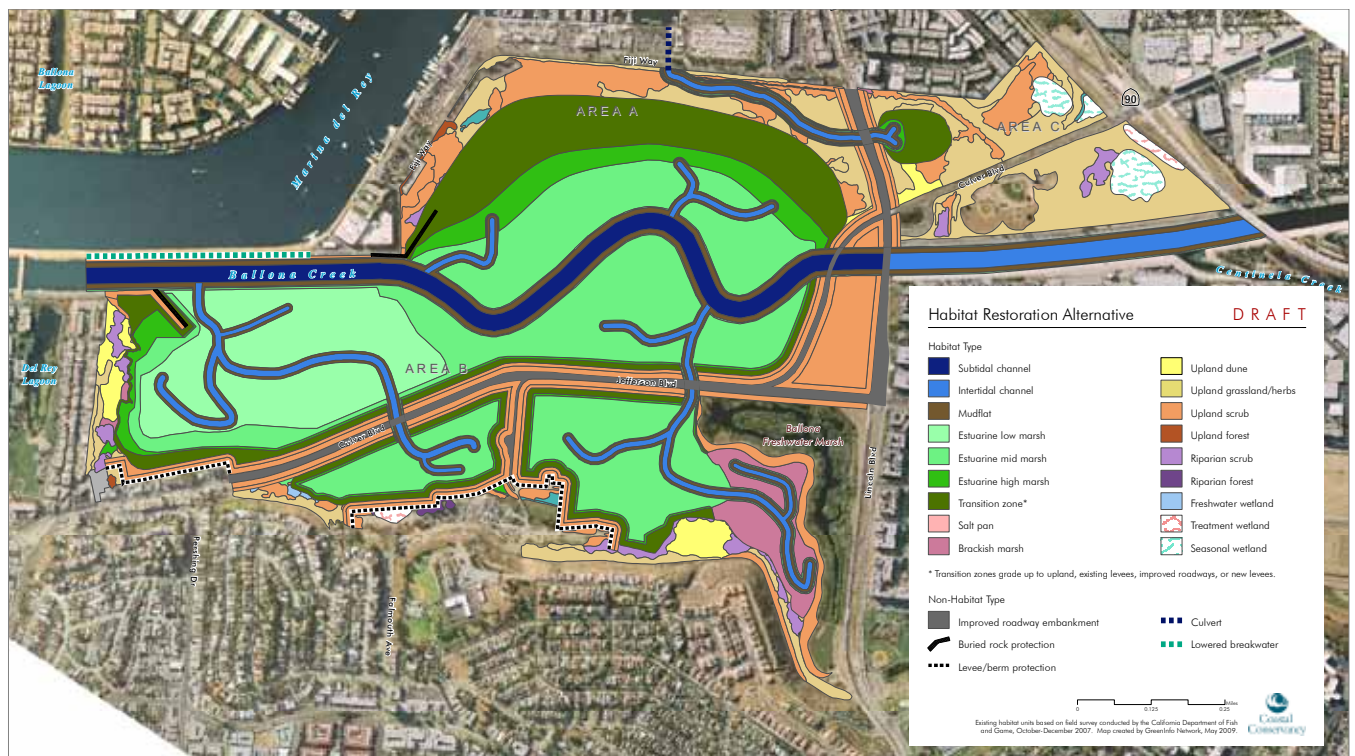 Ballona
Lagoon
Marina del Rey
Fiji Way
AREA A
90
AREA C
Fiji Way
Culver Blvd
Ballona Creek
Centinela Creek
Del Rey
Lagoon
AREA B
Jefferson Blvd
Culver Blvd
Ballona
Freshwater Marsh
Lincoln Blvd
Pershing Dr
Falmouth Ave
Habitat Restoration Alternative DRAFT
Habitat Type
Subtidal channel
Intertidal channel
Mudflat
Estuarine low marsh
Estuarine mid marsh
Estuarine high marsh
Transition zone*
Salt pan
Brackish marsh
Upland dune
Upland grassland/herbs
Upland scrub
Upland forest
Riparian scrub
Riparian forest
Freshwater wetland
Treatment wetland
Seasonal wetland
* Transition zones grade up to upland, existing levees, improved roadways, or new levees.
Non-Habitat Type
Improved roadway embankment
Buried rock protection
Levee/berm protection
Culvert
Lowered breakwater
Miles
0 0.125 0.25
Existing habitat units based on field survey conducted by the California Department of Fish
and Game, October-December 2007. Map created by GreenInfo Network, May 2009.
Coastal
Conservancy